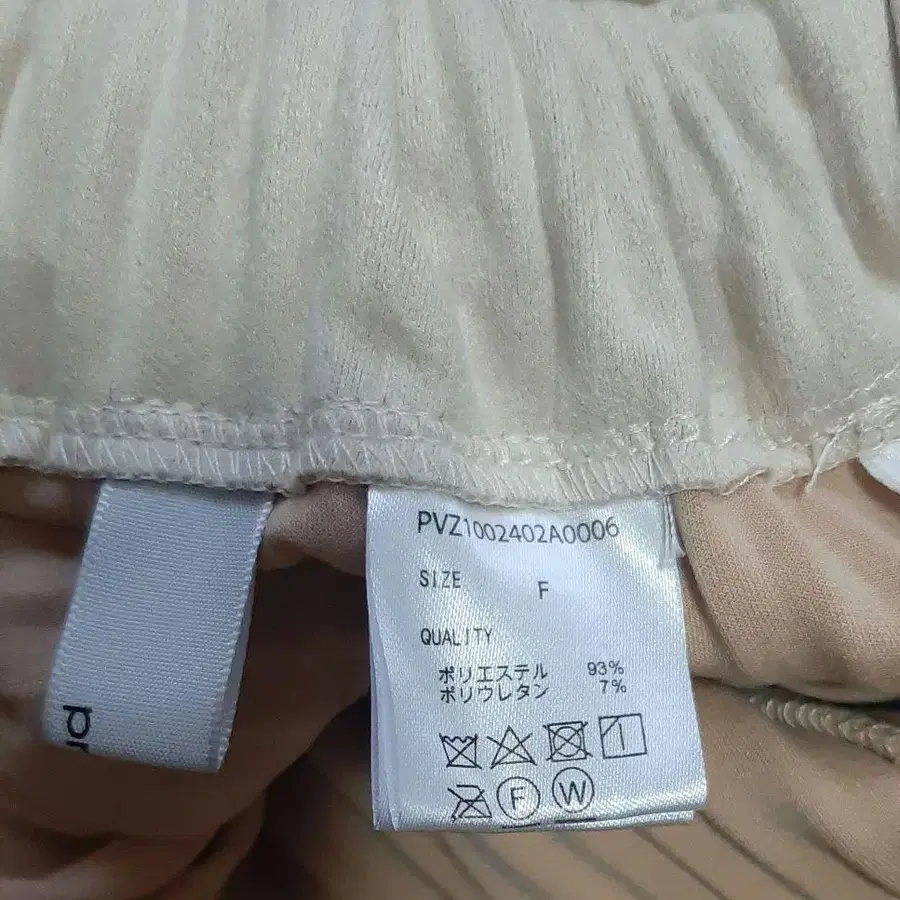 PVZ1002402A0006
SIZE F
QUALITY
ポリエステル 93%
ポリウレタン 7%
F W